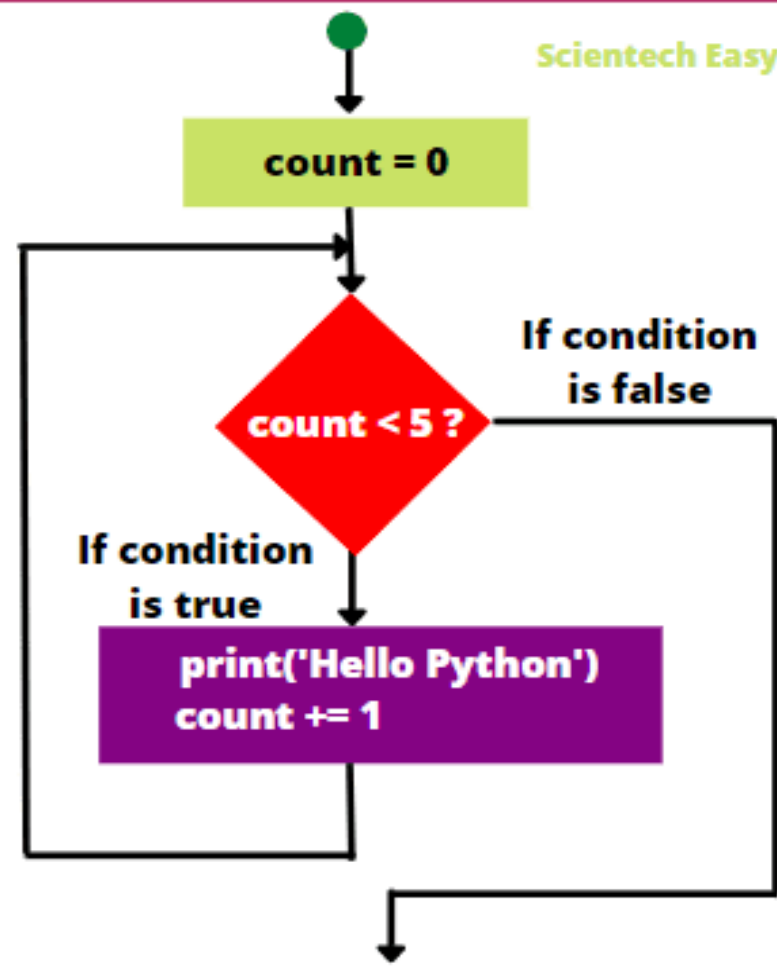 Scientech Easy
count = 0
If condition
is false
count < 5 ?
If condition
is true
print('Hello Python')
count += 1